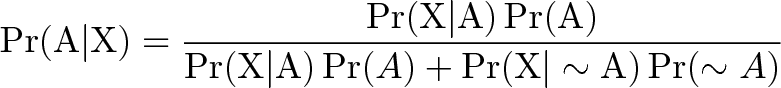 Pr(A|X) = Pr(X|A) Pr(A) / Pr(X|A) Pr(A) + Pr(X| ∼ A) Pr(∼ A)